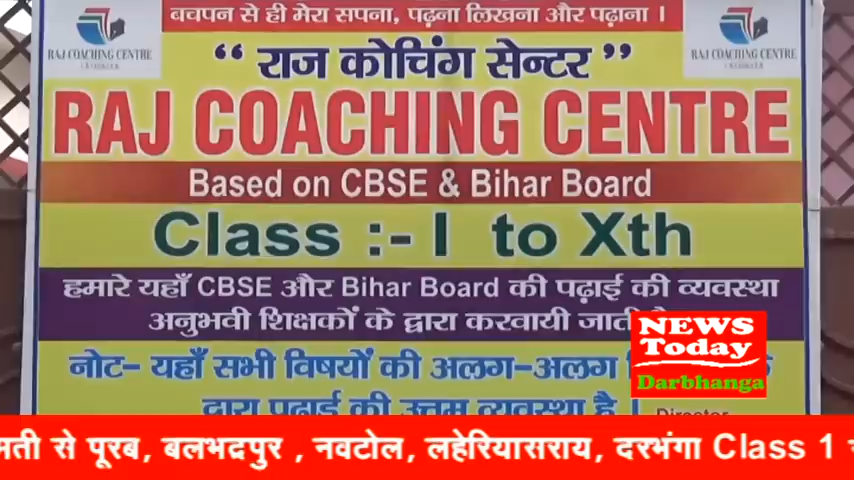 बचपन से ही मेरा सपना, पढ़ना लिखना और पढ़ाना ।
RAJ COACHING CENTRE
RAJ COACHING CENTRE
“ राज कोचिंग सेन्टर ”
RAJ COACHING CENTRE
Based on CBSE & Bihar Board
Class :- I to Xth
हमारे यहाँ CBSE और Bihar Board की पढ़ाई की व्यवस्था
अनुभवी शिक्षकों के द्वारा करवायी जाती
नोट- यहाँ सभी विषयों की अलग-अलग के
द्वारा पढ़ाई की उत्तम व्यवस्था है ।
Director
NEWS
Today
Darbhanga
मती से पूरब, बलभद्रपुर , नवटोल, लहेरियासराय, दरभंगा Class 1